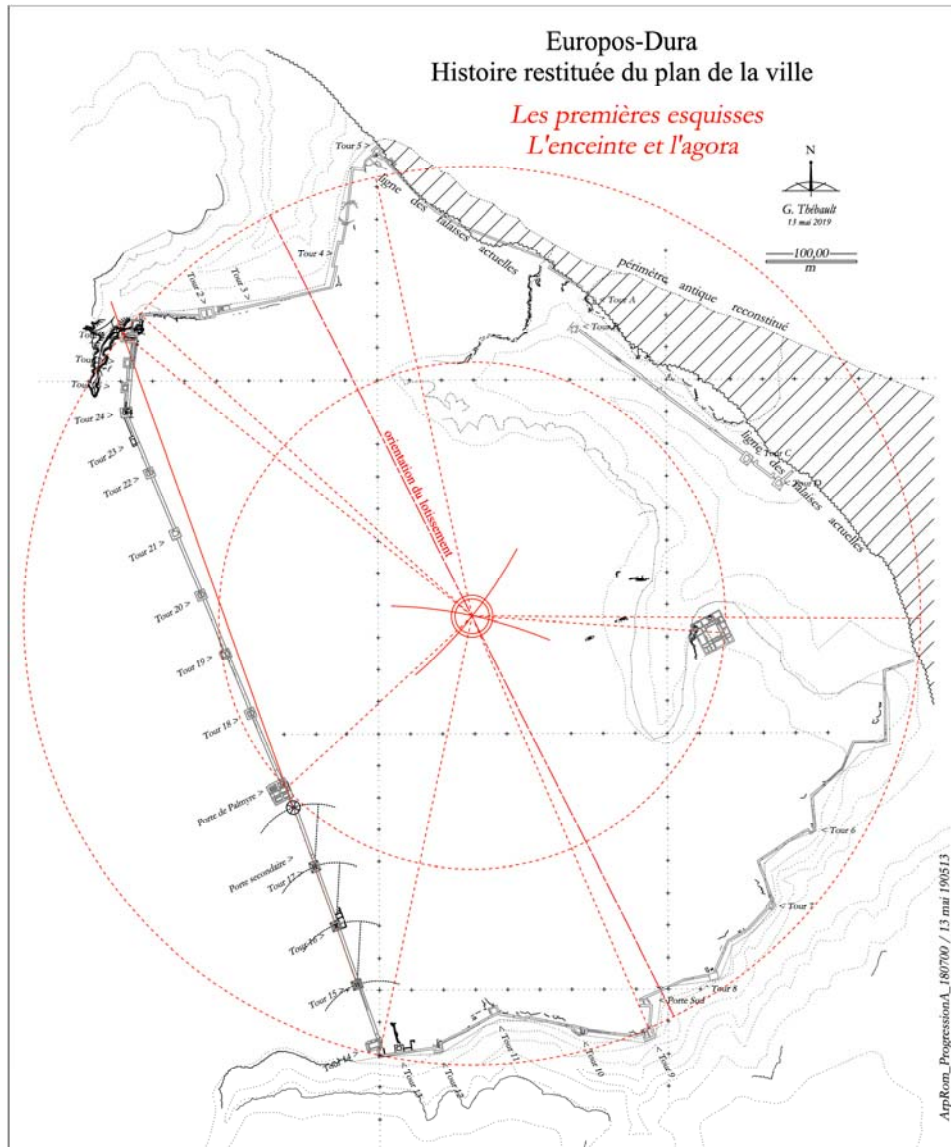 Europos-Dura
Histoire restituée du plan de la ville
Les premières esquisses
L'enceinte et l'agora
N
G. Thébault
13 mai 2019
100,00
m
Tour 5 >
ligne des falaises actuelles
périmètre antique reconstitué
Tour 4 >
Tour 2 >
Tour 3 >
< Tour A
< Tour
Tour 24 >
Tour 23 >
Tour 22 >
Tour 21 >
Tour 20 >
Tour 19 >
Tour 18 >
orientation du lotissement
< Tour C
< Tour D
ligne des falaises actuelles
Porte de Palmyre >
Porte secondaire >
Tour 17 >
Tour 16 >
Tour 15 >
< Tour 6
< Tour 7
< Tour 8
< Porte Sud
< Tour 13
< Tour 12
< Tour 11
< Tour 10
< Tour 9
ArpRom_ProgressionA_180700 / 13 mai 190513